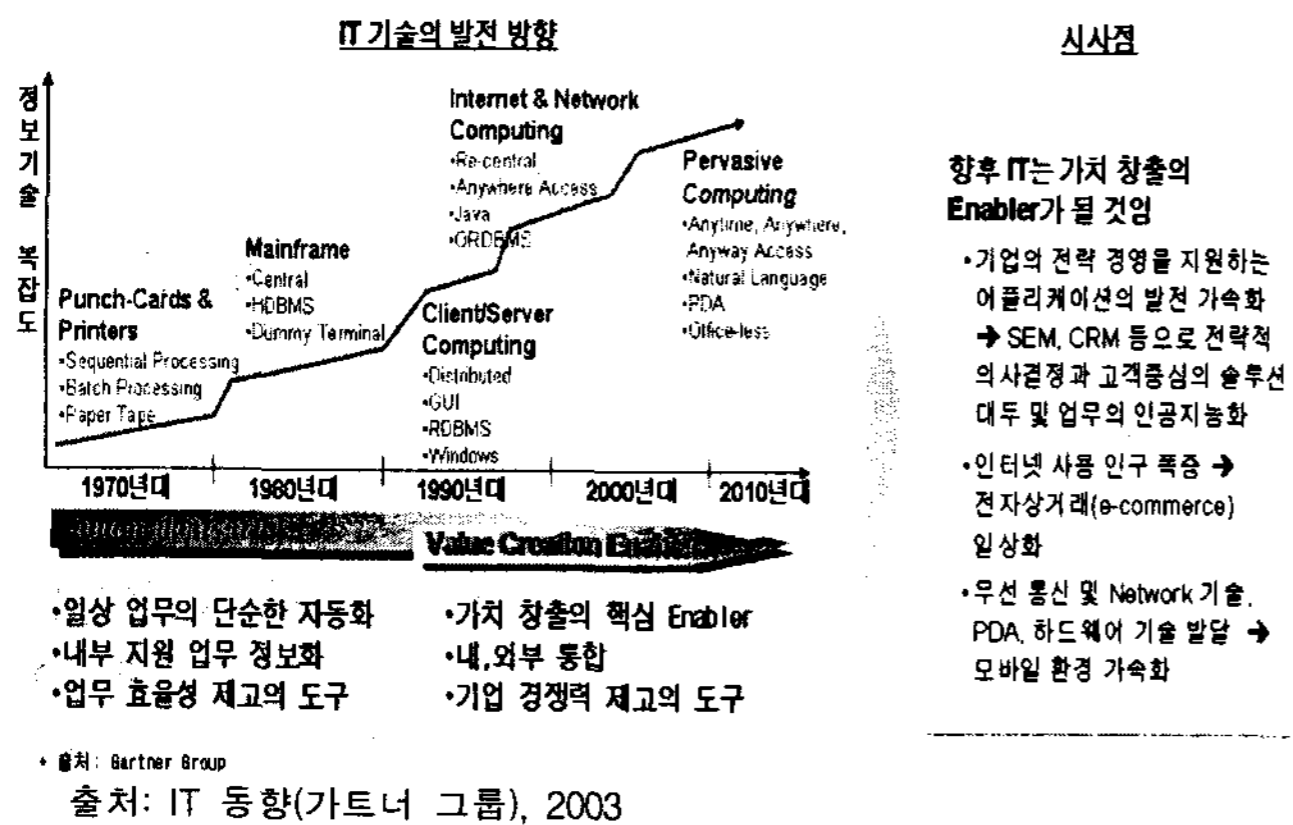 IT 기술의 발전 방향
정보기술 복잡도
Punch-Cards &
Printers
•Sequential Processing
•Batch Processing
•Paper Tape
Mainframe
•Central
•HDBMS
•Dummy Terminal
Internet & Network
Computing
•Re-central
•Anywhere Access
•Java
•ORDBMS
Client/Server
Computing
•Distributed
•GUI
•RDBMS
•Windows
Pervasive
Computing
•Anytime, Anywhere,
Anyway Access
•Natural Language
•PDA
•Office-less
1970년대
1980년대
1990년대
2000년대
2010년대
Value Creation Enabler
•일상 업무의 단순한 자동화
•내부 지원 업무 정보화
•업무 효율성 제고의 도구
•가치 창출의 핵심 Enabler
•내,외부 통합
•기업 경쟁력 제고의 도구
시사점
향후 IT는 가치 창출의
Enabler가 될 것임
•기업의 전략 경영을 지원하는
어플리케이션의 발전 가속화
→ SEM, CRM 등으로 전략적
의사결정과 고객중심의 솔루션
대두 및 업무의 인공지능화
•인터넷 사용 인구 폭증 →
전자상거래(e-commerce)
일상화
•무선 통신 및 Network 기술,
PDA, 하드웨어 기술 발달 →
모바일 환경 가속화
* 출처: Gartner Group
출처: IT 동향(가트너 그룹), 2003